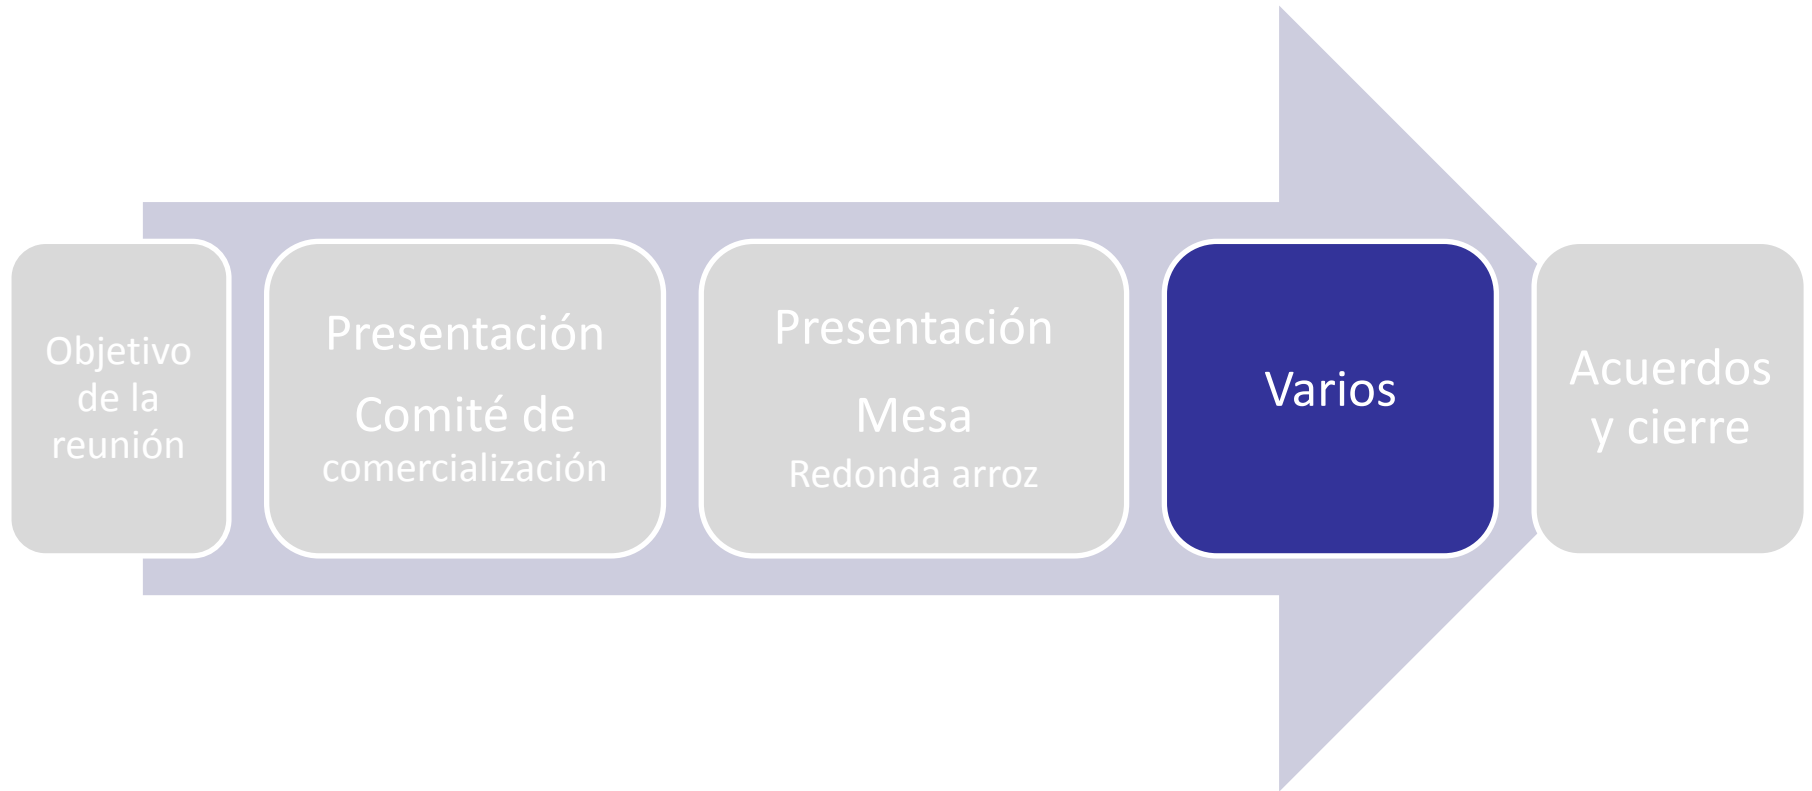 Objetivo
de la
reunión
Presentación
Comité de
comercialización
Presentación
Mesa
Redonda arroz
Varios
Acuerdos
y cierre